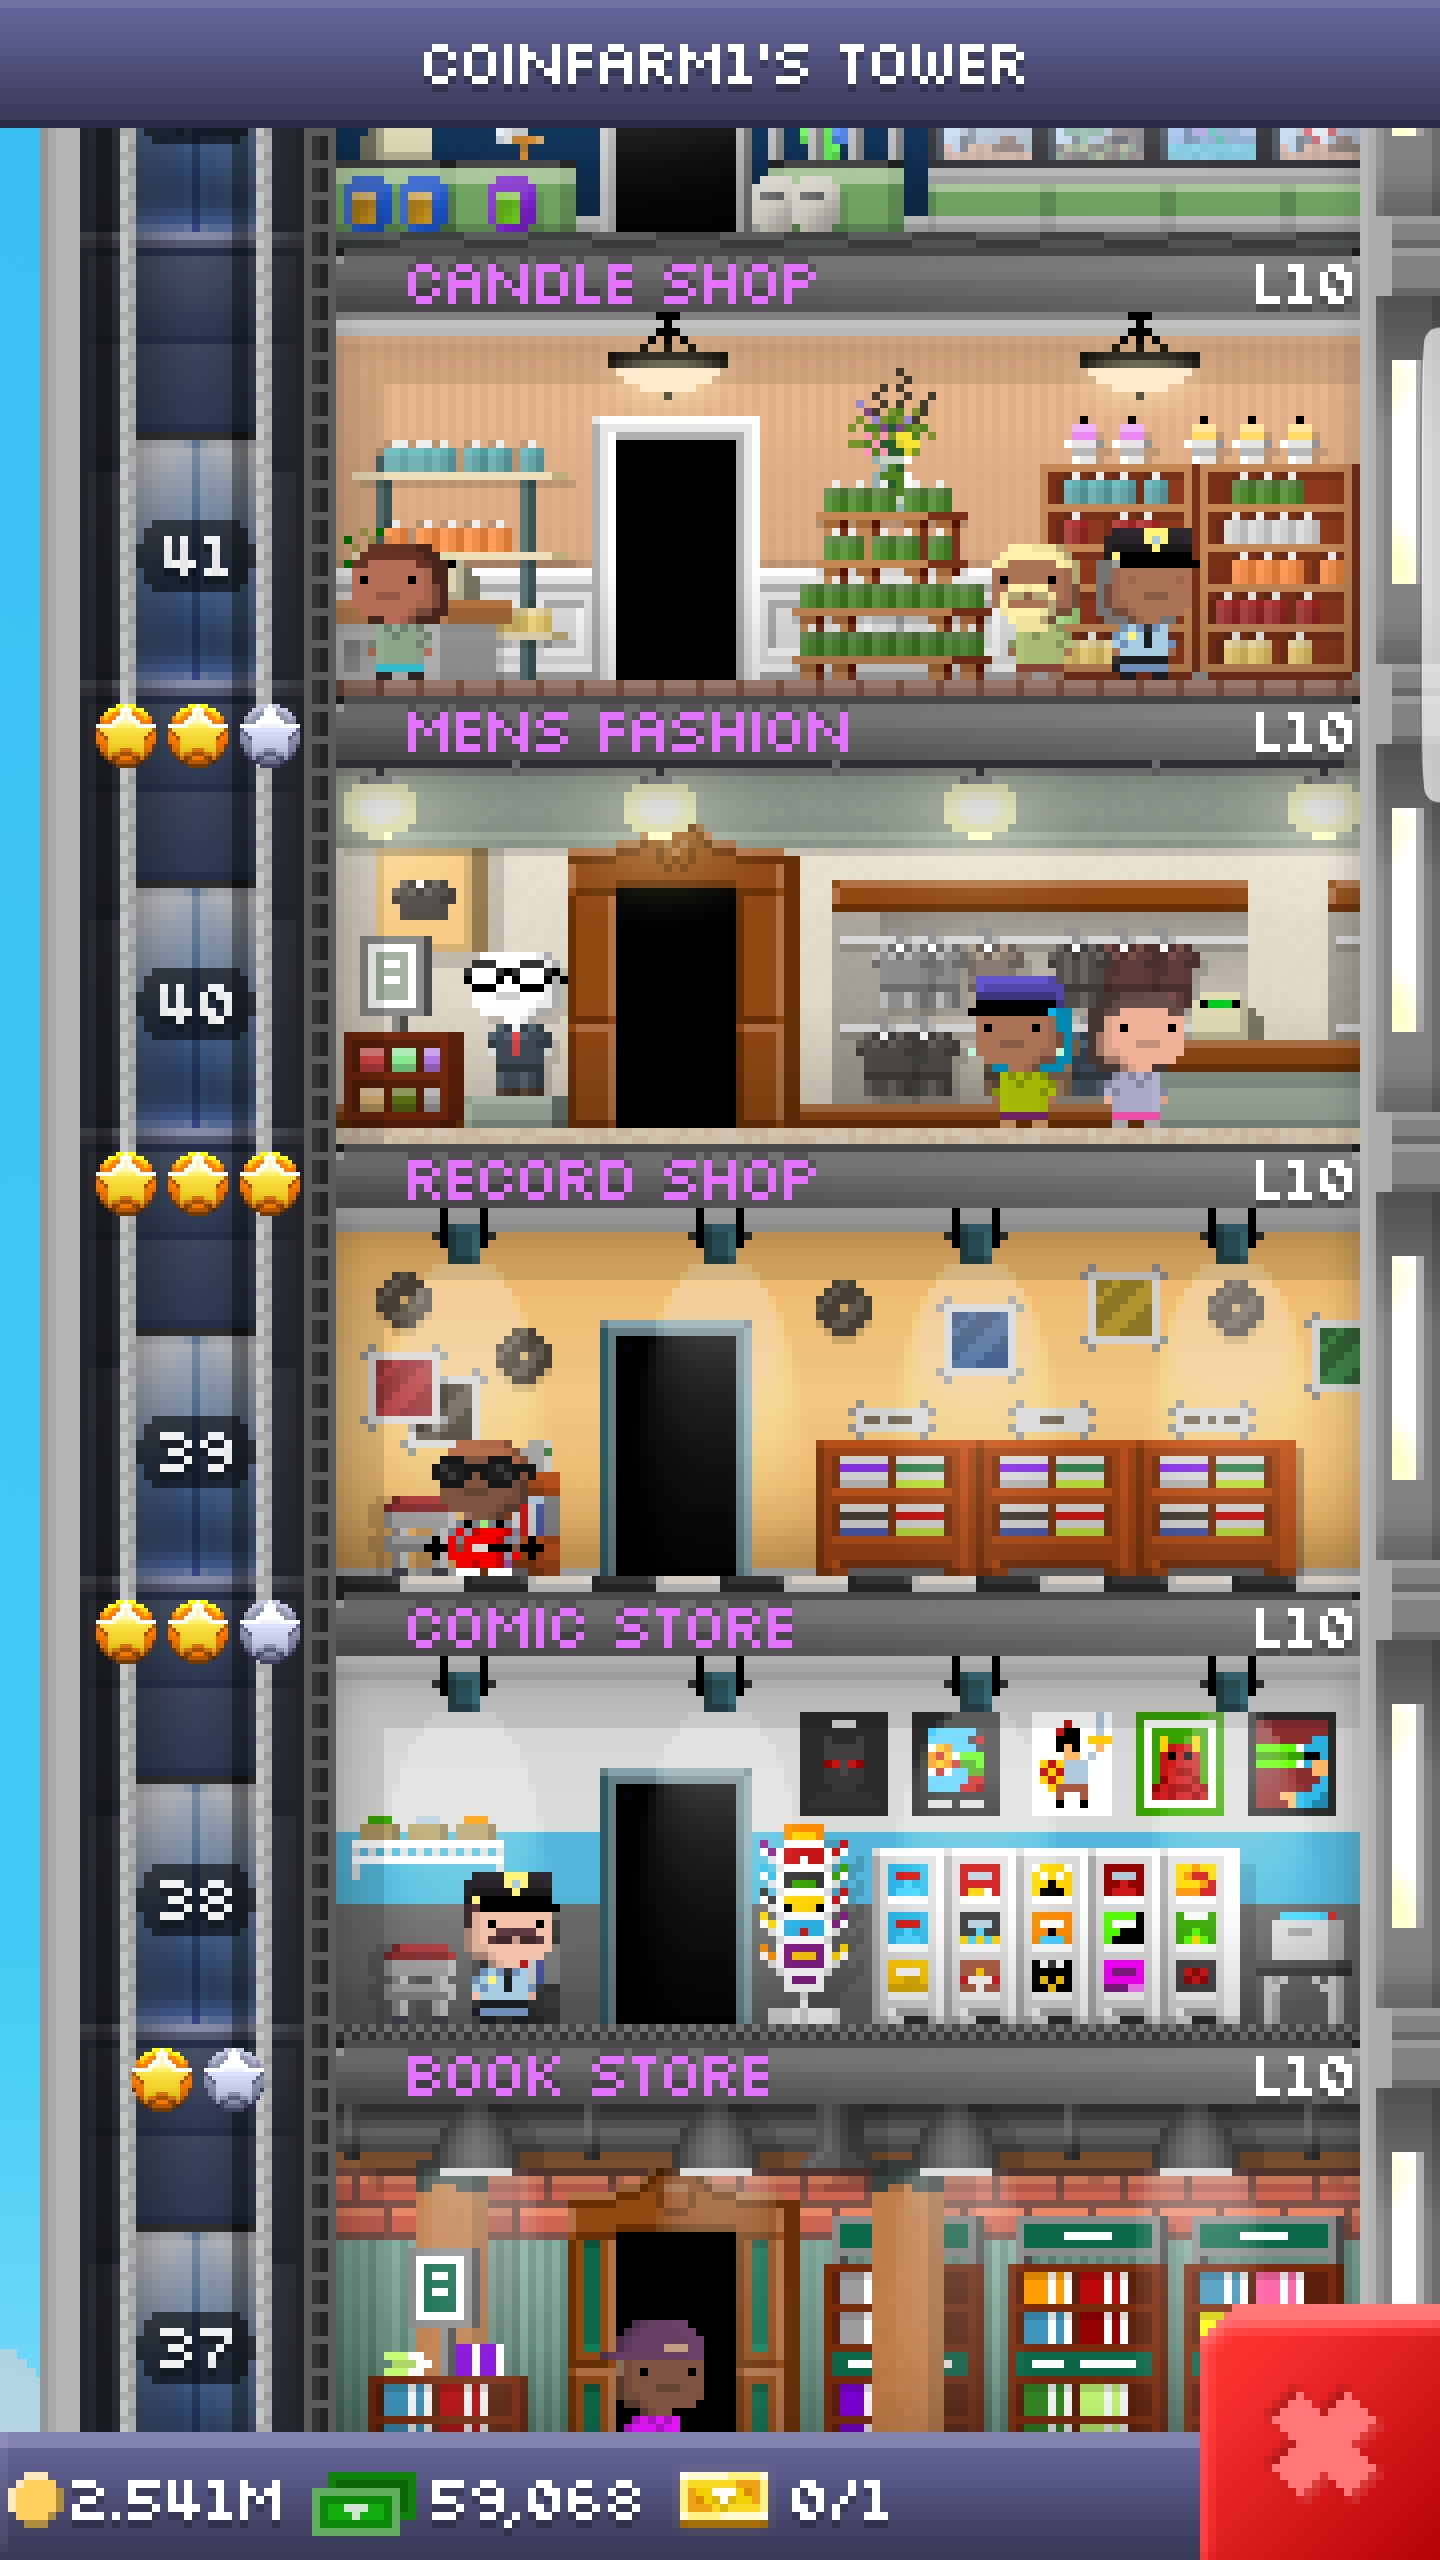 COINFARM1'S TOWER
CANDLE SHOP L10
41
MENS FASHION L10
40
RECORD SHOP L10
39
COMIC STORE L10
38
BOOK STORE L10
37
2.541M 59,068 0/1